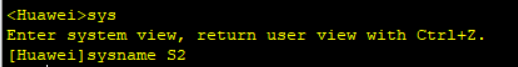 <Huawei>sys
Enter system view, return user view with Ctrl+Z.
[Huawei]sysname S2